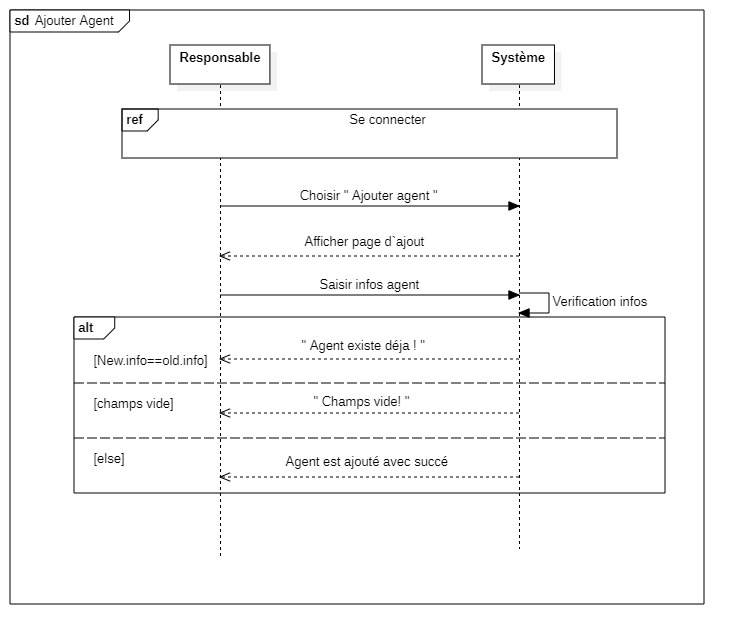 sd Ajouter Agent
Responsable
Système
ref
Se connecter
Choisir " Ajouter agent "
Afficher page d`ajout
Saisir infos agent
Verification infos
alt
" Agent existe déja ! "
[New.info==old.info]
" Champs vide! "
[champs vide]
[else]
Agent est ajouté avec succé